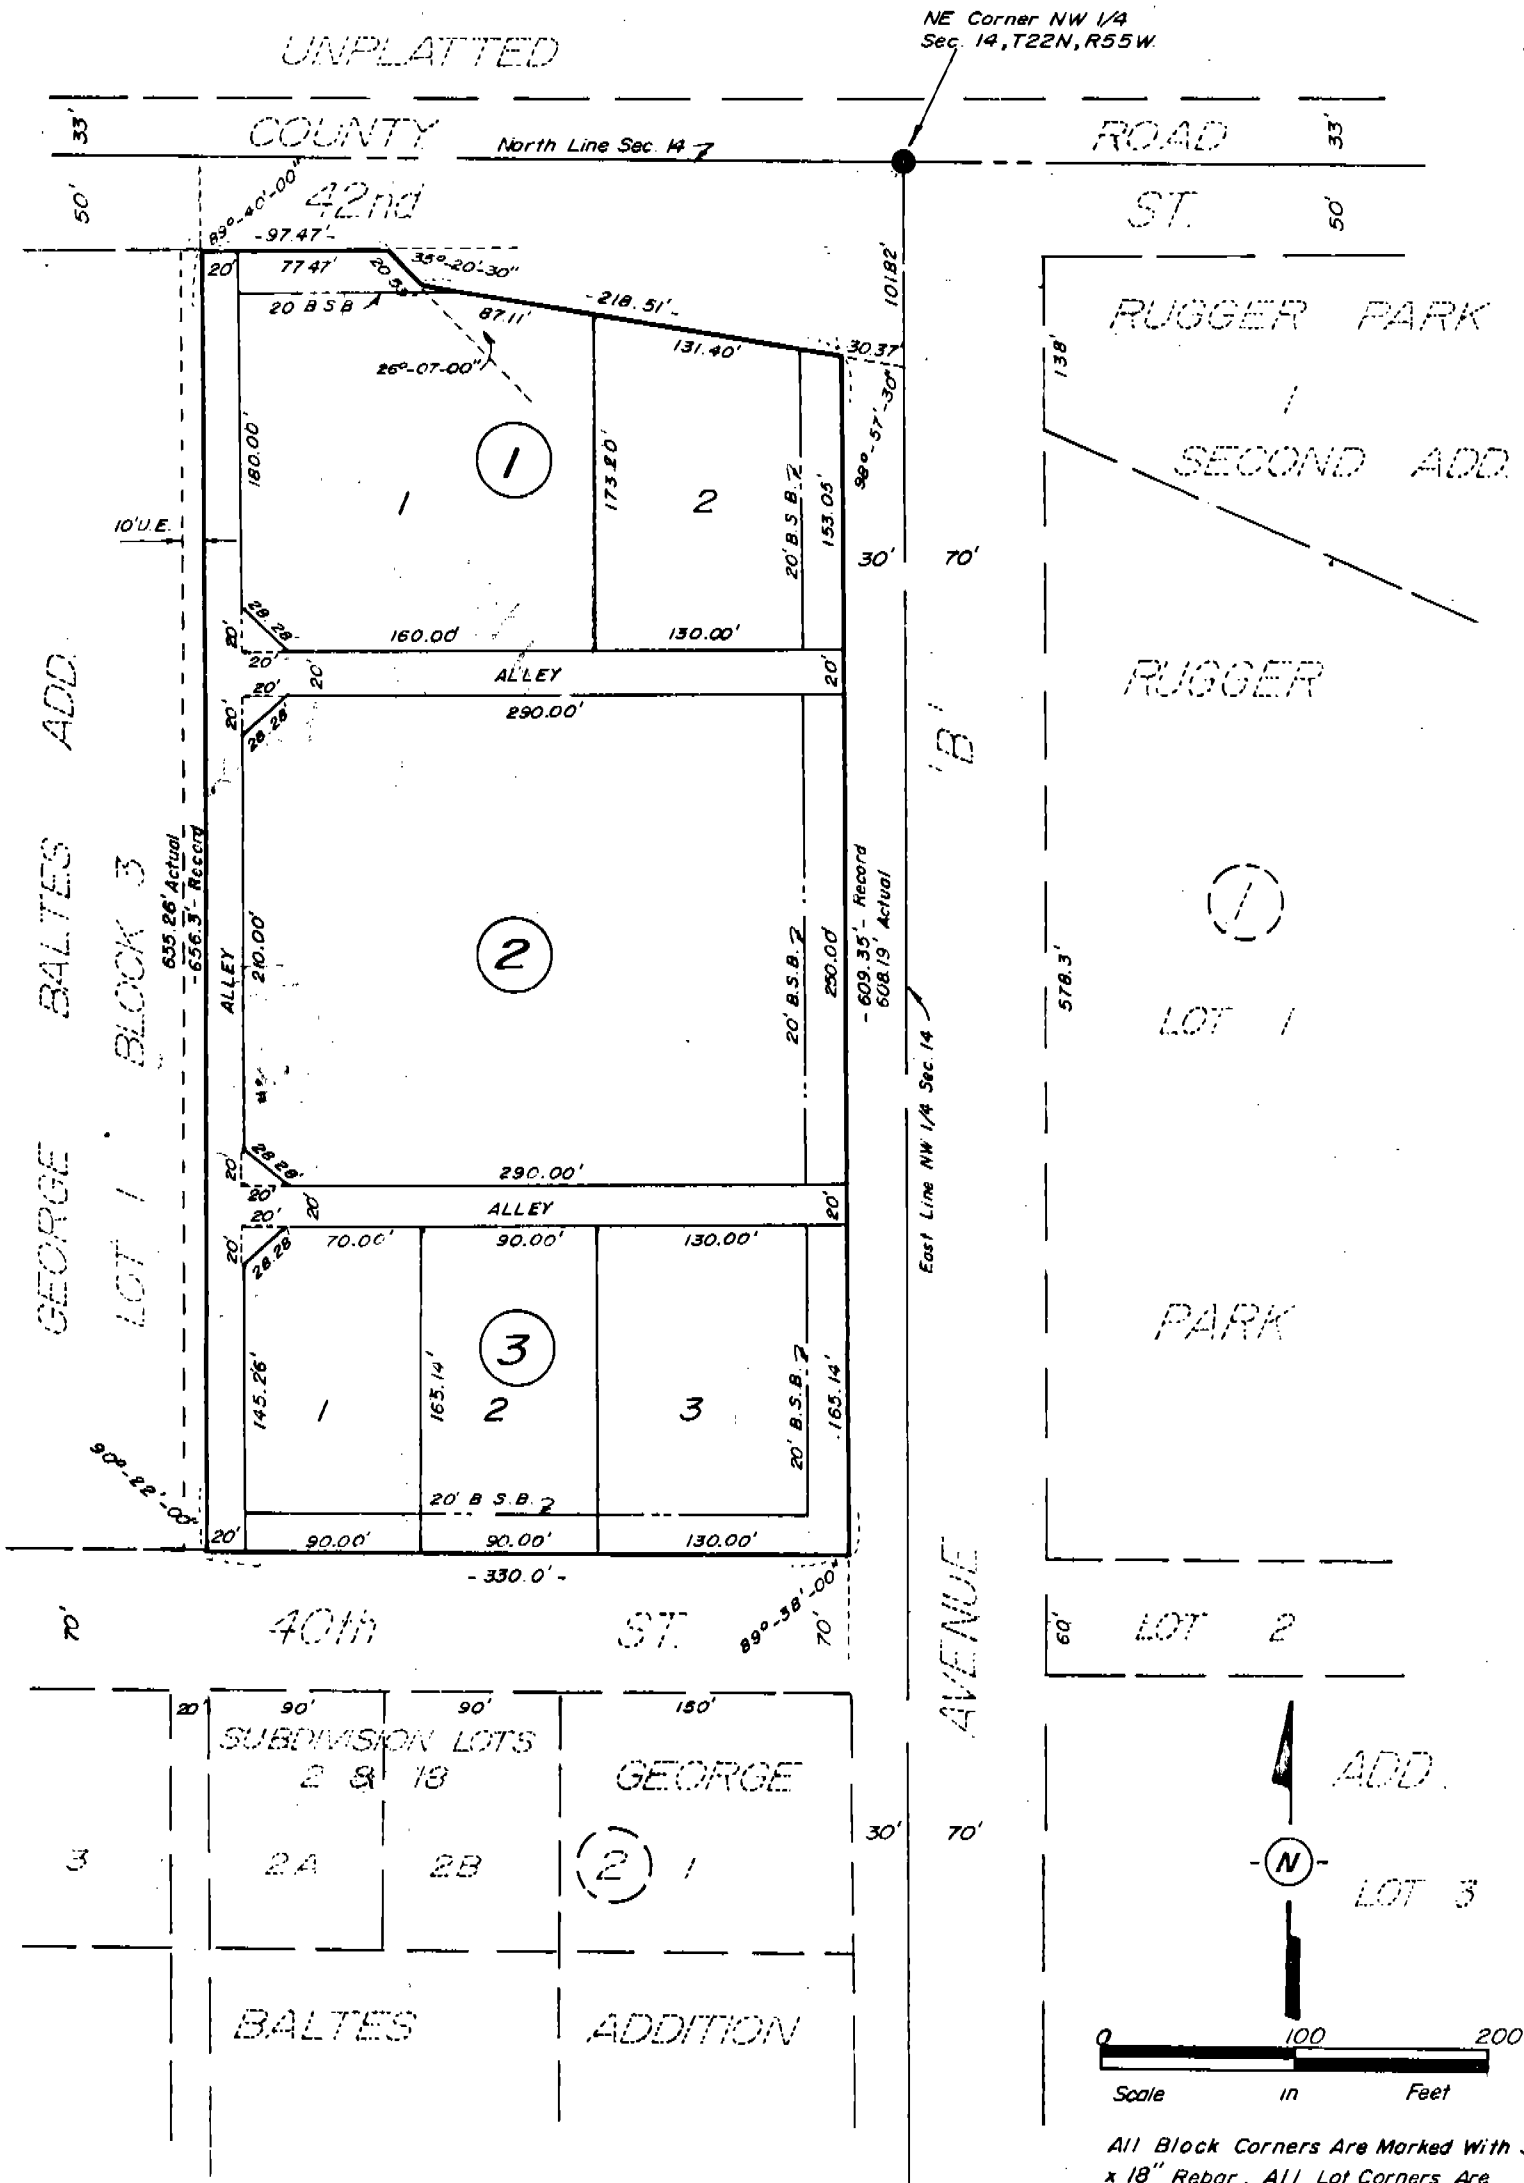 NE Corner NW 1/4
Sec. 14, T22N, R55W.
UNPLATTED
33'
COUNTY
North Line Sec. 14
ROAD
33'
50'
89°-40'-00"
42nd
ST.
50'
-97.47'-
35°-20'-30"
20'
77.47'
20.53'
101.82'
20' B S B
87.11'
-218.51'-
131.40'
30.37'
26°-07'-00"
98°-57'-30"
RUGGER PARK
138'
1
SECOND ADD.
180.00'
1
1
173.20'
2
20' B.S.B.
153.05'
10' U.E.
30'
70'
28.28'
20'
20'
160.00'
130.00'
20'
ALLEY
20'
RUGGER
20'
20'
28.28'
290.00'
'B'
GEORGE BALTES ADD.
LOT 1 BLOCK 3
655.26' Actual
-656.3'- Record
ALLEY
210.00'
2
20' B.S.B.
250.00'
-609.35'- Record
608.19' Actual
East Line NW 1/4 Sec. 14
578.3'
1
LOT 1
28.28'
20'
20'
290.00'
20'
ALLEY
20'
20'
20'
28.28'
70.00'
90.00'
130.00'
PARK
3
145.26'
1
165.14'
2
3
20' B.S.B.
165.14'
90°-22'-00"
20' B S.B.
20'
90.00'
90.00'
130.00'
-330.0'-
89°-38'-00"
70'
40th
ST.
70'
AVENUE
60'
LOT 2
20'
90'
90'
150'
SUBDIVISION LOTS
2 & 18
GEORGE
ADD.
3
2A
2B
2
1
30'
70'
-N-
LOT 3
BALTES
ADDITION
0
100
200
Scale in Feet
All Block Corners Are Marked With
x 18" Rebar. All Lot Corners Are